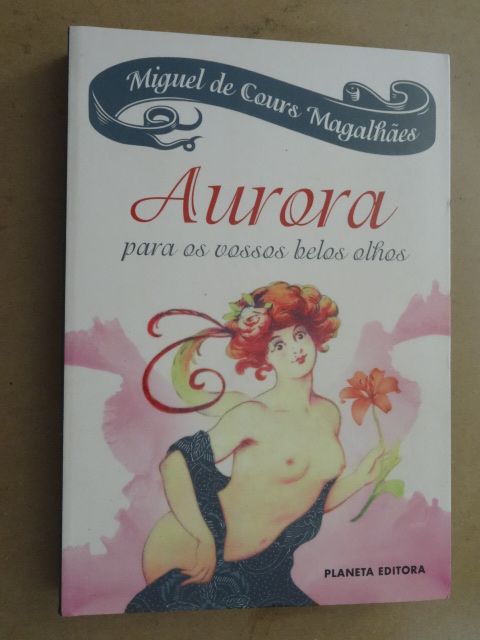 Miguel de Cours Magalhães
Aurora
para os vossos belos olhos
PLANETA EDITORA